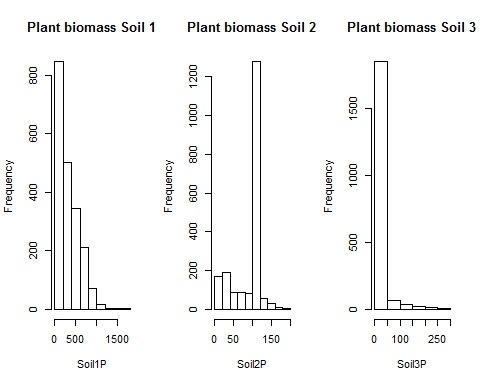 Plant biomass Soil 1
Frequency
0 200 400 600 800
0 500 1500
Soil1P
Plant biomass Soil 2
Frequency
0 200 400 600 800 1000 1200
0 50 150
Soil2P
Plant biomass Soil 3
Frequency
0 500 1000 1500
0 100 250
Soil3P